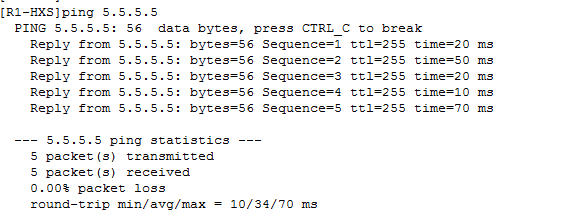 [R1-HXS]ping 5.5.5.5
PING 5.5.5.5: 56  data bytes, press CTRL_C to break
Reply from 5.5.5.5: bytes=56 Sequence=1 ttl=255 time=20 ms
Reply from 5.5.5.5: bytes=56 Sequence=2 ttl=255 time=50 ms
Reply from 5.5.5.5: bytes=56 Sequence=3 ttl=255 time=20 ms
Reply from 5.5.5.5: bytes=56 Sequence=4 ttl=255 time=10 ms
Reply from 5.5.5.5: bytes=56 Sequence=5 ttl=255 time=70 ms
--- 5.5.5.5 ping statistics ---
5 packet(s) transmitted
5 packet(s) received
0.00% packet loss
round-trip min/avg/max = 10/34/70 ms